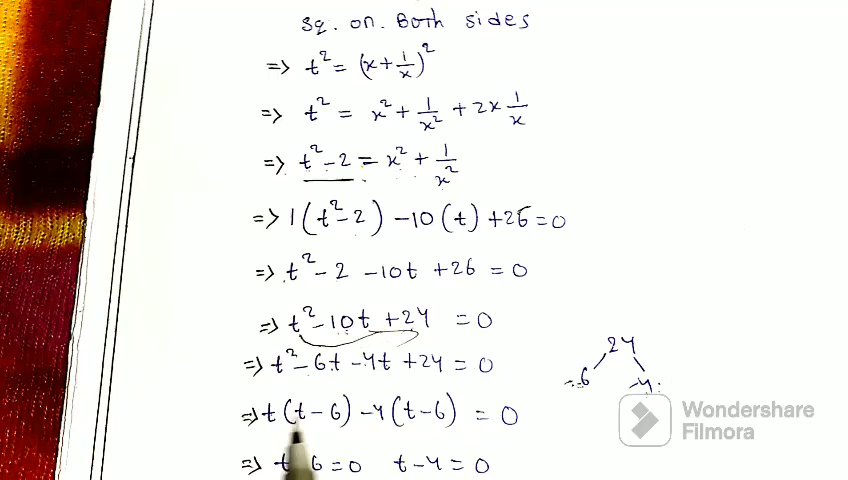 Sq. on. Both sides
=> t² = (x + 1/x)²
=> t² = x² + 1/x² + 2x 1/x
=> t² - 2 = x² + 1/x²
=> 1(t² - 2) - 10(t) + 26 = 0
=> t² - 2 - 10t + 26 = 0
=> t² - 10t + 24 = 0
=> t² - 6t - 4t + 24 = 0
24
-6 -4
=> t(t - 6) - 4(t - 6) = 0
=> t - 6 = 0 t - 4 = 0
Wondershare
Filmora